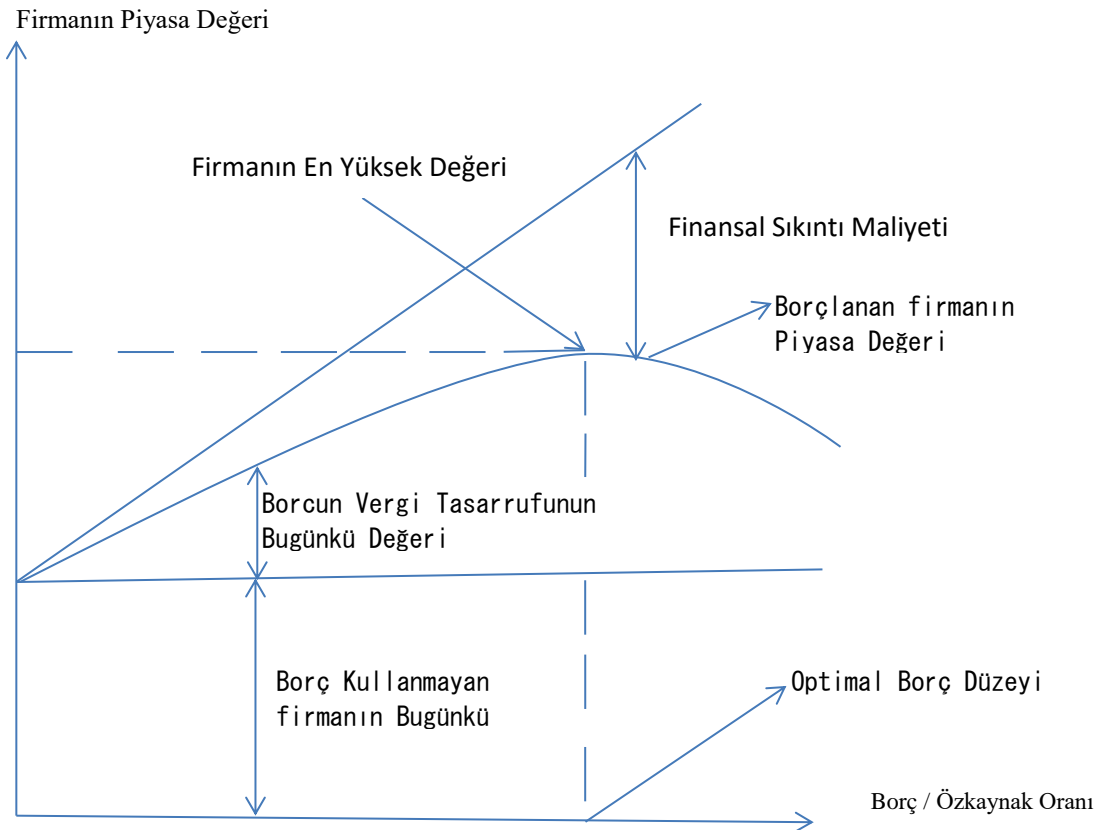 Firmanın Piyasa Değeri
Firmanın En Yüksek Değeri
Finansal Sıkıntı Maliyeti
Borçlanan firmanın
Piyasa Değeri
Borcun Vergi Tasarrufunun
Bugünkü Değeri
Borç Kullanmayan
firmanın Bugünkü
Optimal Borç Düzeyi
Borç / Özkaynak Oranı